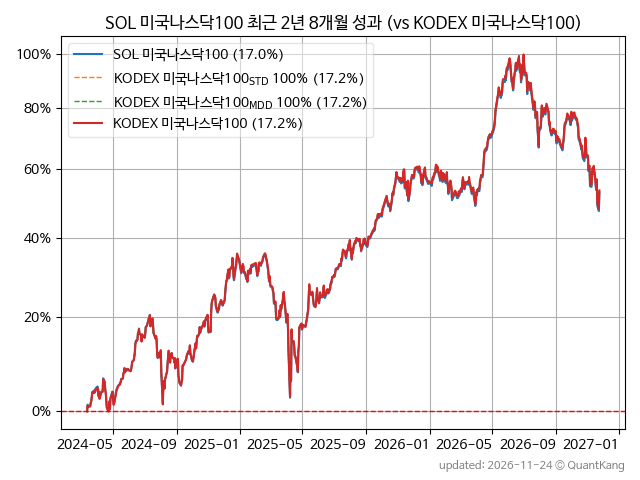 SOL 미국나스닥100 최근 2년 8개월 성과 (vs KODEX 미국나스닥100)
SOL 미국나스닥100 (17.0%)
KODEX 미국나스닥100STD 100% (17.2%)
KODEX 미국나스닥100MDD 100% (17.2%)
KODEX 미국나스닥100 (17.2%)
100%
80%
60%
40%
20%
0%
2024-05 2024-09 2025-01 2025-05 2025-09 2026-01 2026-05 2026-09 2027-01
updated: 2026-11-24 © QuantKang